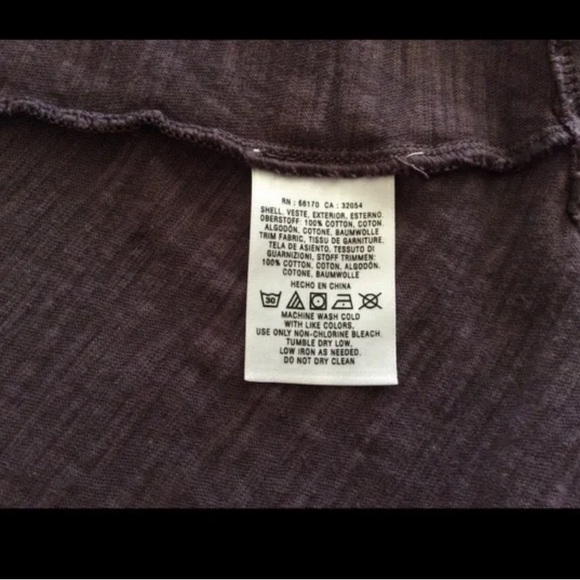 RN : 66170 CA : 32054
SHELL, VESTE, EXTERIOR, ESTERNO
OBERSTOFF: 100% COTTON, COTON,
ALGODÓN, COTONE, BAUMWOLLE
TRIM FABRIC, TISSU DE GARNITURE,
TELA DE ASIENTO, TESSUTO DI
GUARNIZIONI, STOFF TRIMMEN:
100% COTTON, COTON, ALGODÓN,
COTONE, BAUMWOLLE
HECHO EN CHINA
30
MACHINE WASH COLD
WITH LIKE COLORS,
USE ONLY NON-CHLORINE BLEACH.
TUMBLE DRY LOW,
LOW IRON AS NEEDED.
DO NOT DRY CLEAN